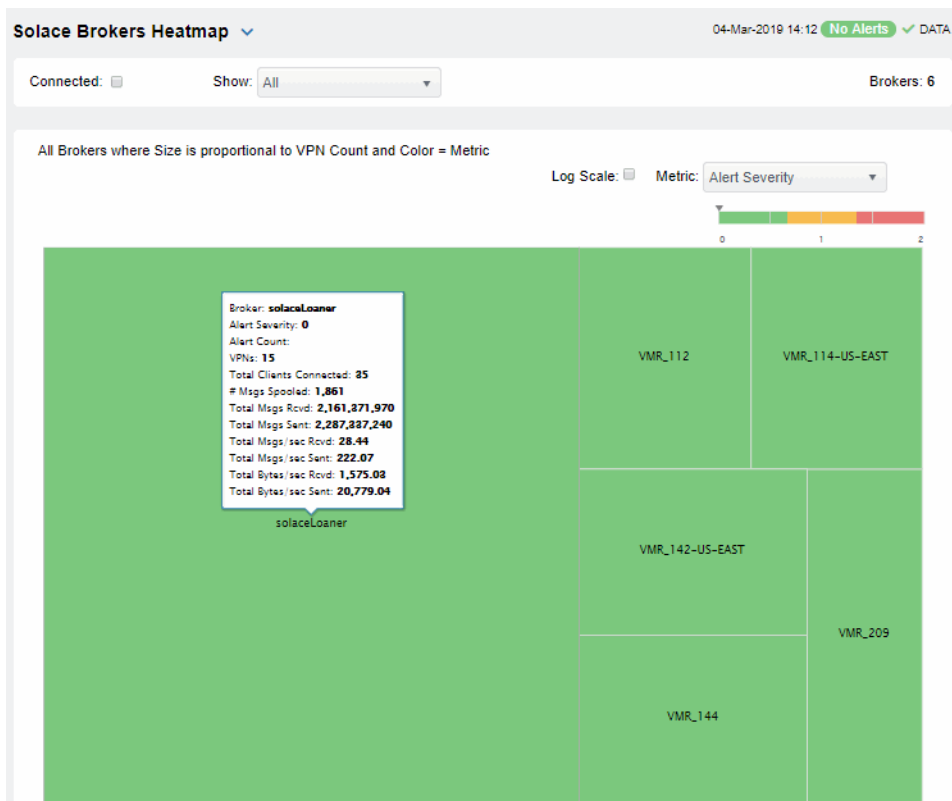 Solace Brokers Heatmap
04-Mar-2019 14:12 No Alerts DATA
Connected: Show: All Brokers: 6
All Brokers where Size is proportional to VPN Count and Color = Metric
Log Scale: Metric: Alert Severity
0 1 2
Broker: solaceLoaner
Alert Severity: 0
Alert Count:
VPNs: 15
Total Clients Connected: 35
# Msgs Spooled: 1,861
Total Msgs Rcvd: 2,161,371,970
Total Msgs Sent: 2,287,337,240
Total Msgs/sec Rcvd: 28.44
Total Msgs/sec Sent: 222.07
Total Bytes/sec Rcvd: 1,575.03
Total Bytes/sec Sent: 20,779.04
solaceLoaner
VMR_112
VMR_114-US-EAST
VMR_142-US-EAST
VMR_209
VMR_144